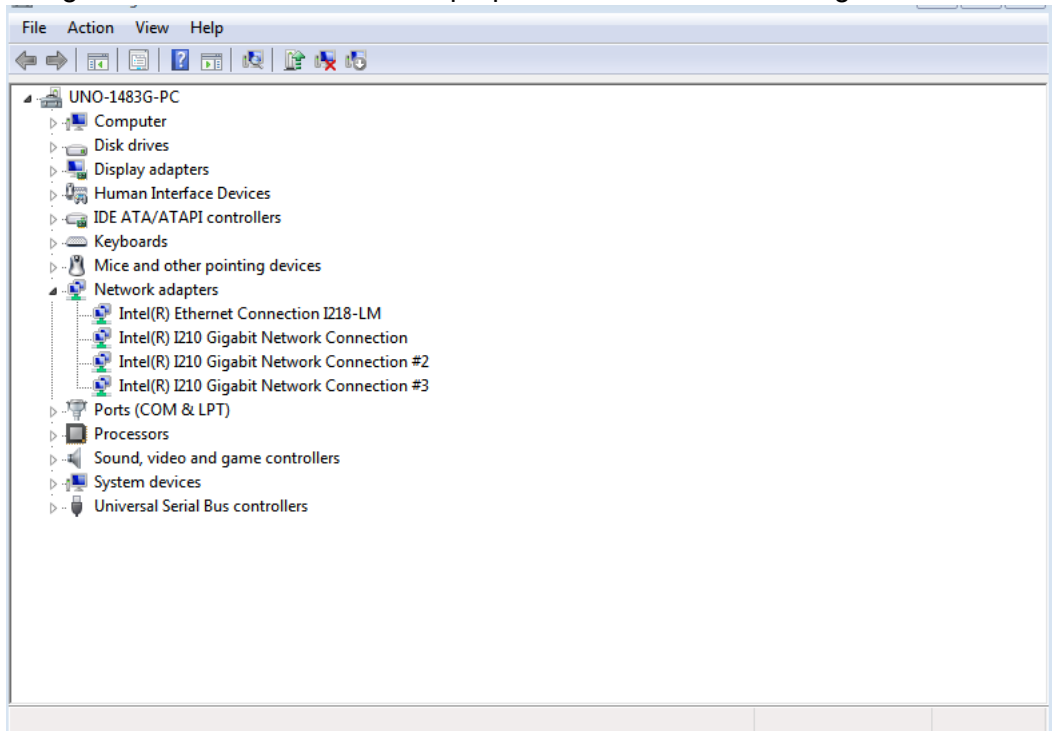 File Action View Help
UNO-1483G-PC
Computer
Disk drives
Display adapters
Human Interface Devices
IDE ATA/ATAPI controllers
Keyboards
Mice and other pointing devices
Network adapters
Intel(R) Ethernet Connection I218-LM
Intel(R) I210 Gigabit Network Connection
Intel(R) I210 Gigabit Network Connection #2
Intel(R) I210 Gigabit Network Connection #3
Ports (COM & LPT)
Processors
Sound, video and game controllers
System devices
Universal Serial Bus controllers